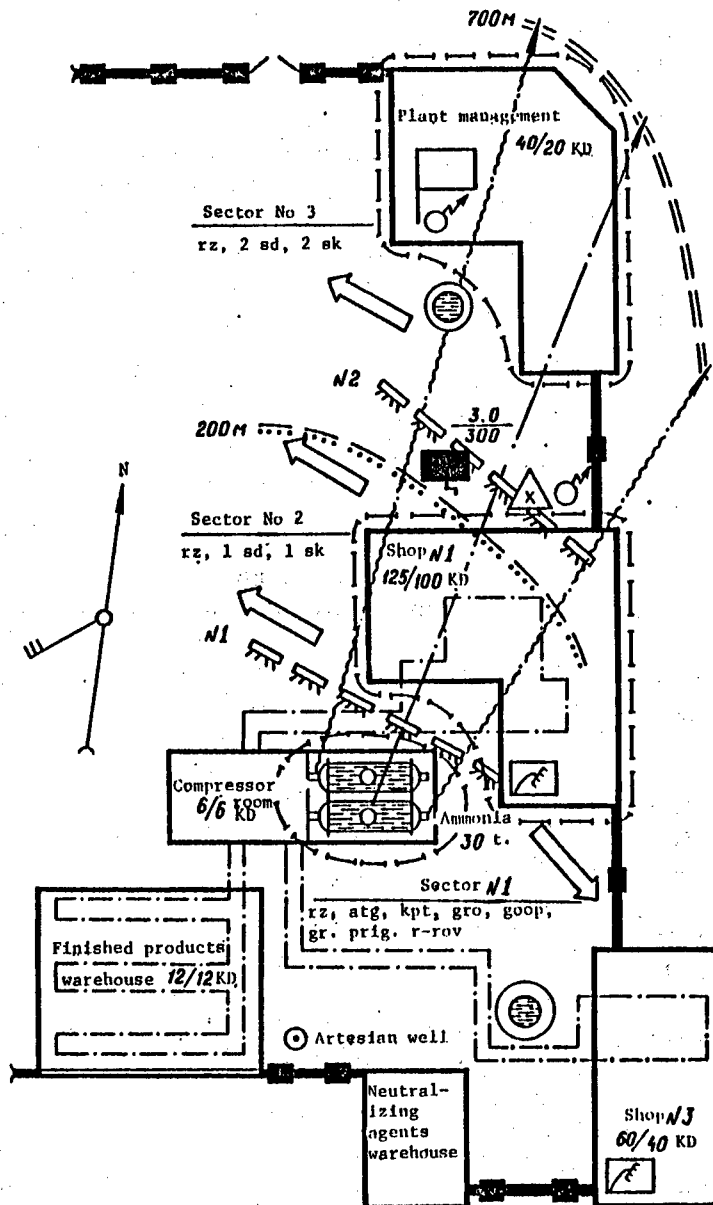 700 м
Plant management
40/20 KD
Sector No 3
rz, 2 sd, 2 sk
N2
3.0
300
200 м
N
X
Sector No 2
rz, 1 sd, 1 sk
Shop N1
125/100 KD
N1
Compressor
6/6 room
KD
Ammonia
30 t.
Sector N1
rz, atg, kpt, gro, goop,
gr. prig. r-rov
Finished products
warehouse 12/12 KD
Artesian well
Neutral-
izing
agents
warehouse
Shop N3
60/40 KD